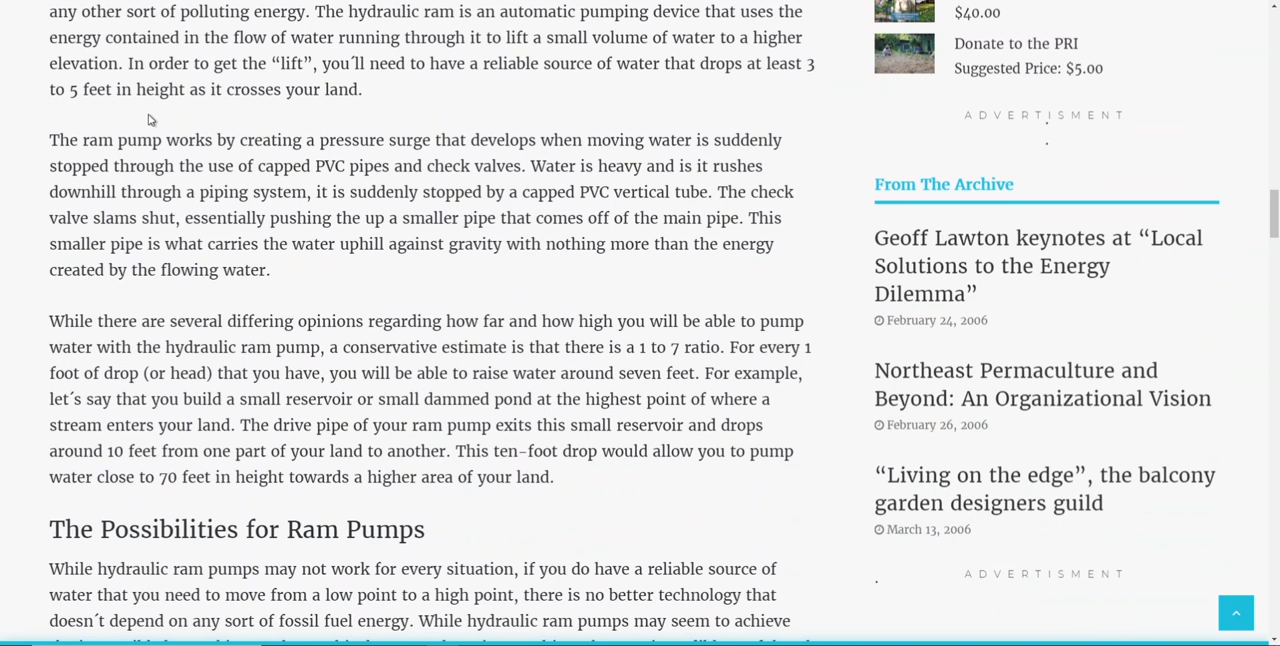 any other sort of polluting energy. The hydraulic ram is an automatic pumping device that uses the
energy contained in the flow of water running through it to lift a small volume of water to a higher
elevation. In order to get the “lift”, you´ll need to have a reliable source of water that drops at least 3
to 5 feet in height as it crosses your land.
The ram pump works by creating a pressure surge that develops when moving water is suddenly
stopped through the use of capped PVC pipes and check valves. Water is heavy and is it rushes
downhill through a piping system, it is suddenly stopped by a capped PVC vertical tube. The check
valve slams shut, essentially pushing the up a smaller pipe that comes off of the main pipe. This
smaller pipe is what carries the water uphill against gravity with nothing more than the energy
created by the flowing water.
While there are several differing opinions regarding how far and how high you will be able to pump
water with the hydraulic ram pump, a conservative estimate is that there is a 1 to 7 ratio. For every 1
foot of drop (or head) that you have, you will be able to raise water around seven feet. For example,
let´s say that you build a small reservoir or small dammed pond at the highest point of where a
stream enters your land. The drive pipe of your ram pump exits this small reservoir and drops
around 10 feet from one part of your land to another. This ten-foot drop would allow you to pump
water close to 70 feet in height towards a higher area of your land.
The Possibilities for Ram Pumps
While hydraulic ram pumps may not work for every situation, if you do have a reliable source of
water that you need to move from a low point to a high point, there is no better technology that
doesn´t depend on any sort of fossil fuel energy. While hydraulic ram pumps may seem to achieve
$40.00
Donate to the PRI
Suggested Price: $5.00
ADVERTISMENT
From The Archive
Geoff Lawton keynotes at “Local
Solutions to the Energy
Dilemma”
February 24, 2006
Northeast Permaculture and
Beyond: An Organizational Vision
February 26, 2006
“Living on the edge”, the balcony
garden designers guild
March 13, 2006
ADVERTISMENT